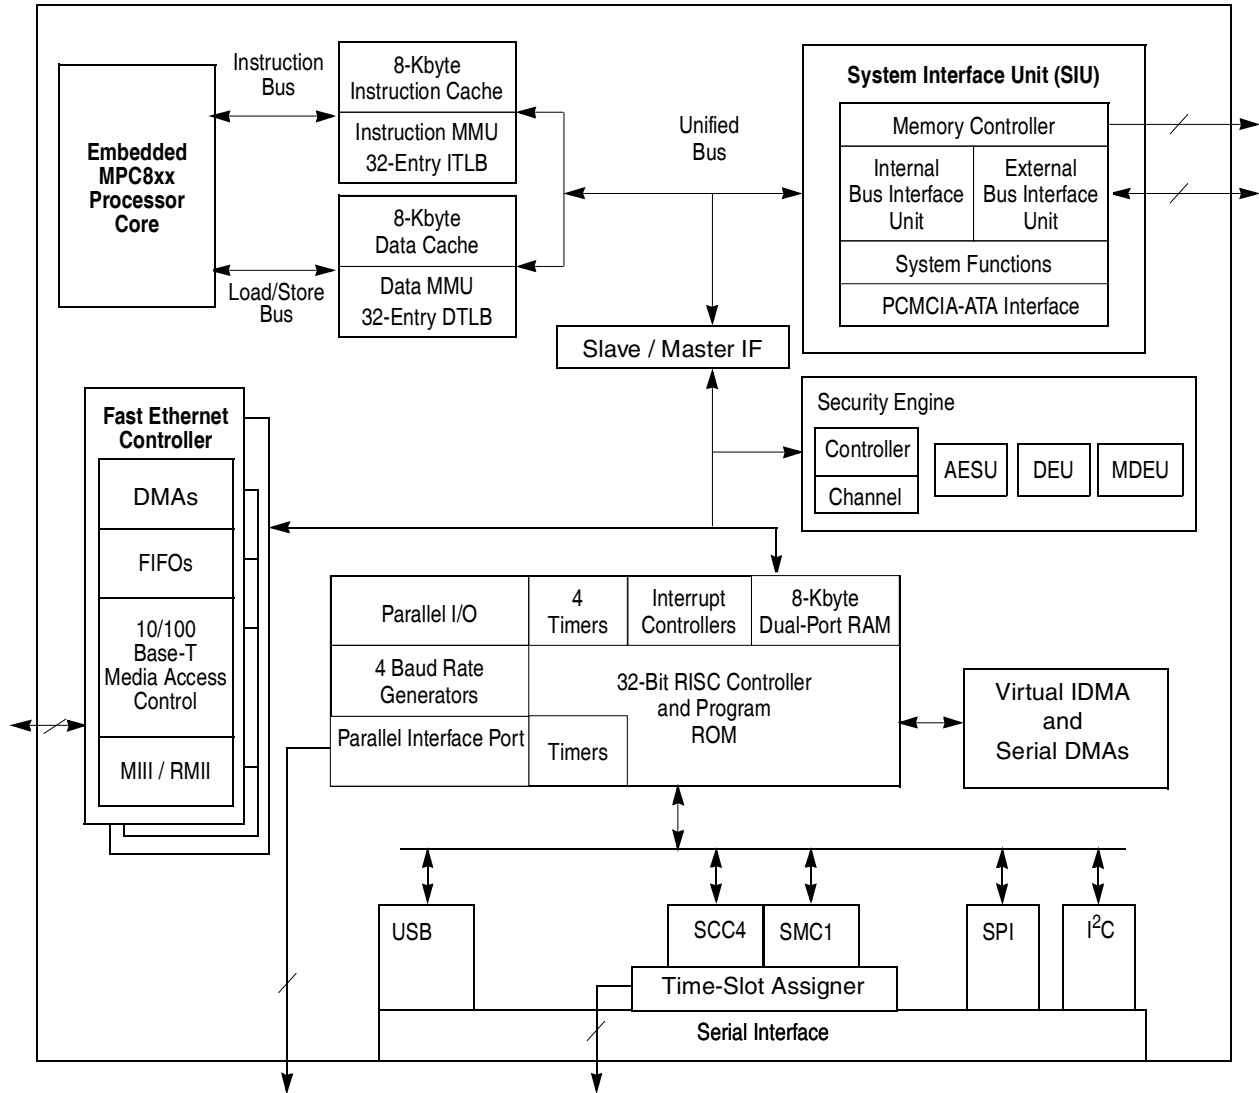 Embedded
MPC8xx
Processor
Core
Instruction
Bus
Load/Store
Bus
8-Kbyte
Instruction Cache
Instruction MMU
32-Entry ITLB
8-Kbyte
Data Cache
Data MMU
32-Entry DTLB
Unified
Bus
System Interface Unit (SIU)
Memory Controller
Internal
Bus Interface
Unit
External
Bus Interface
Unit
System Functions
PCMCIA-ATA Interface
Slave / Master IF
Security Engine
Controller
Channel
AESU
DEU
MDEU
Fast Ethernet
Controller
DMAs
FIFOs
10/100
Base-T
Media Access
Control
MIII / RMII
Parallel I/O
4
Timers
Interrupt
Controllers
8-Kbyte
Dual-Port RAM
4 Baud Rate
Generators
32-Bit RISC Controller
and Program
ROM
Parallel Interface Port
Timers
Virtual IDMA
and
Serial DMAs
USB
SCC4
SMC1
SPI
I²C
Time-Slot Assigner
Serial Interface